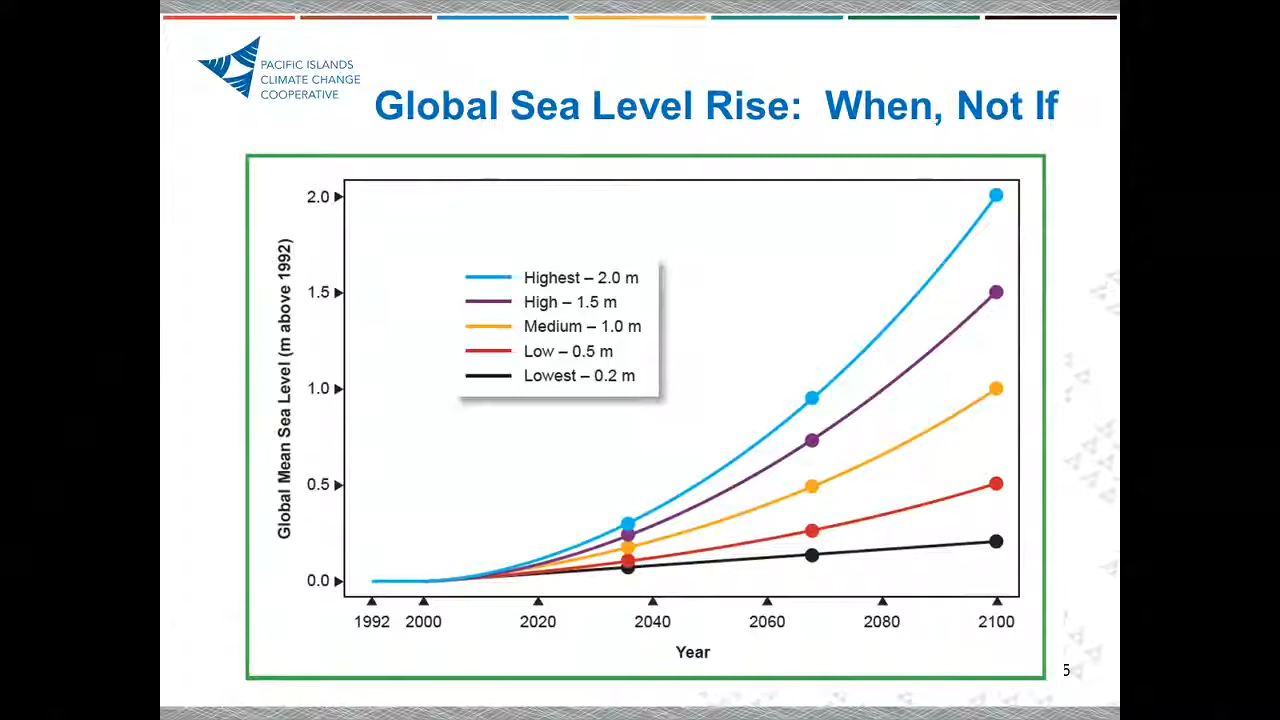 PACIFIC ISLANDS
CLIMATE CHANGE
COOPERATIVE
Global Sea Level Rise: When, Not If
Global Mean Sea Level (m above 1992)
2.0
1.5
1.0
0.5
0.0
Highest – 2.0 m
High – 1.5 m
Medium – 1.0 m
Low – 0.5 m
Lowest – 0.2 m
1992 2000 2020 2040 2060 2080 2100
Year
5